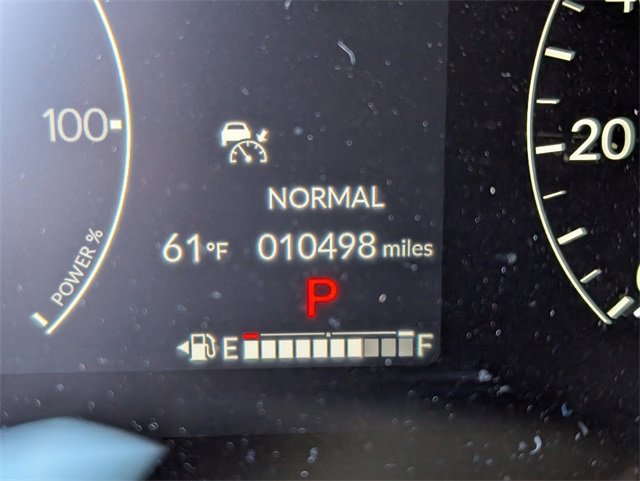 100
20
NORMAL
POWER %
61°F 010498 miles
P
E F